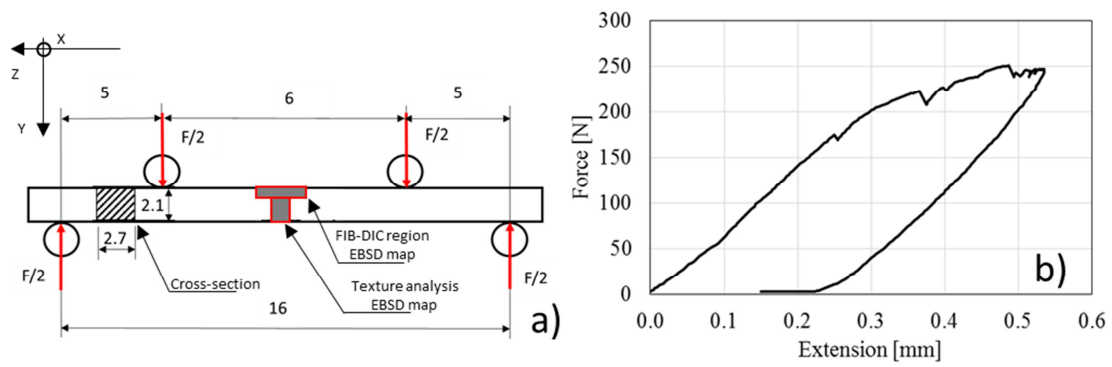 X
Z
Y
5
6
5
F/2
F/2
2.1
2.7
F/2
F/2
FIB-DIC region
EBSD map
Cross-section
Texture analysis
EBSD map
16
a)
300
250
200
150
100
50
0
Force [N]
0.0 0.1 0.2 0.3 0.4 0.5 0.6
Extension [mm]
b)